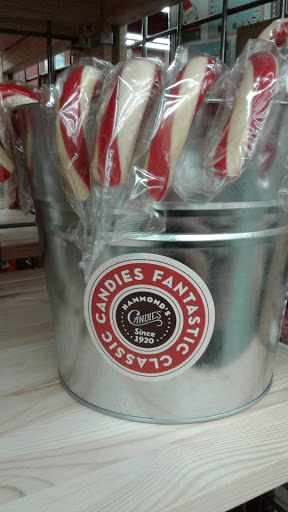 CANDIES FANTASTIC CLASSIC
HAMMOND'S
CANDIES
Since
1920